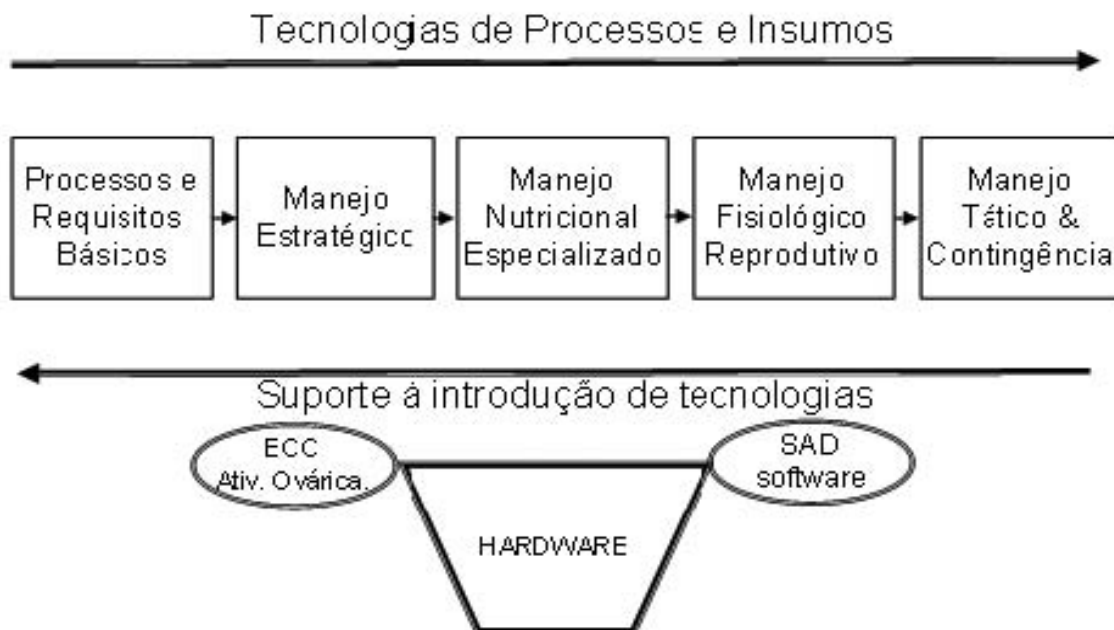 Tecnologias de Processos e Insumos
Processos e
Requisitos
Básicos
Manejo
Estratégico
Manejo
Nutricional
Especializado
Manejo
Fisiológico
Reprodutivo
Manejo
Tático &
Contingência
Suporte à introdução de tecnologias
ECC
Ativ. Ovárica.
SAD
software
HARDWARE